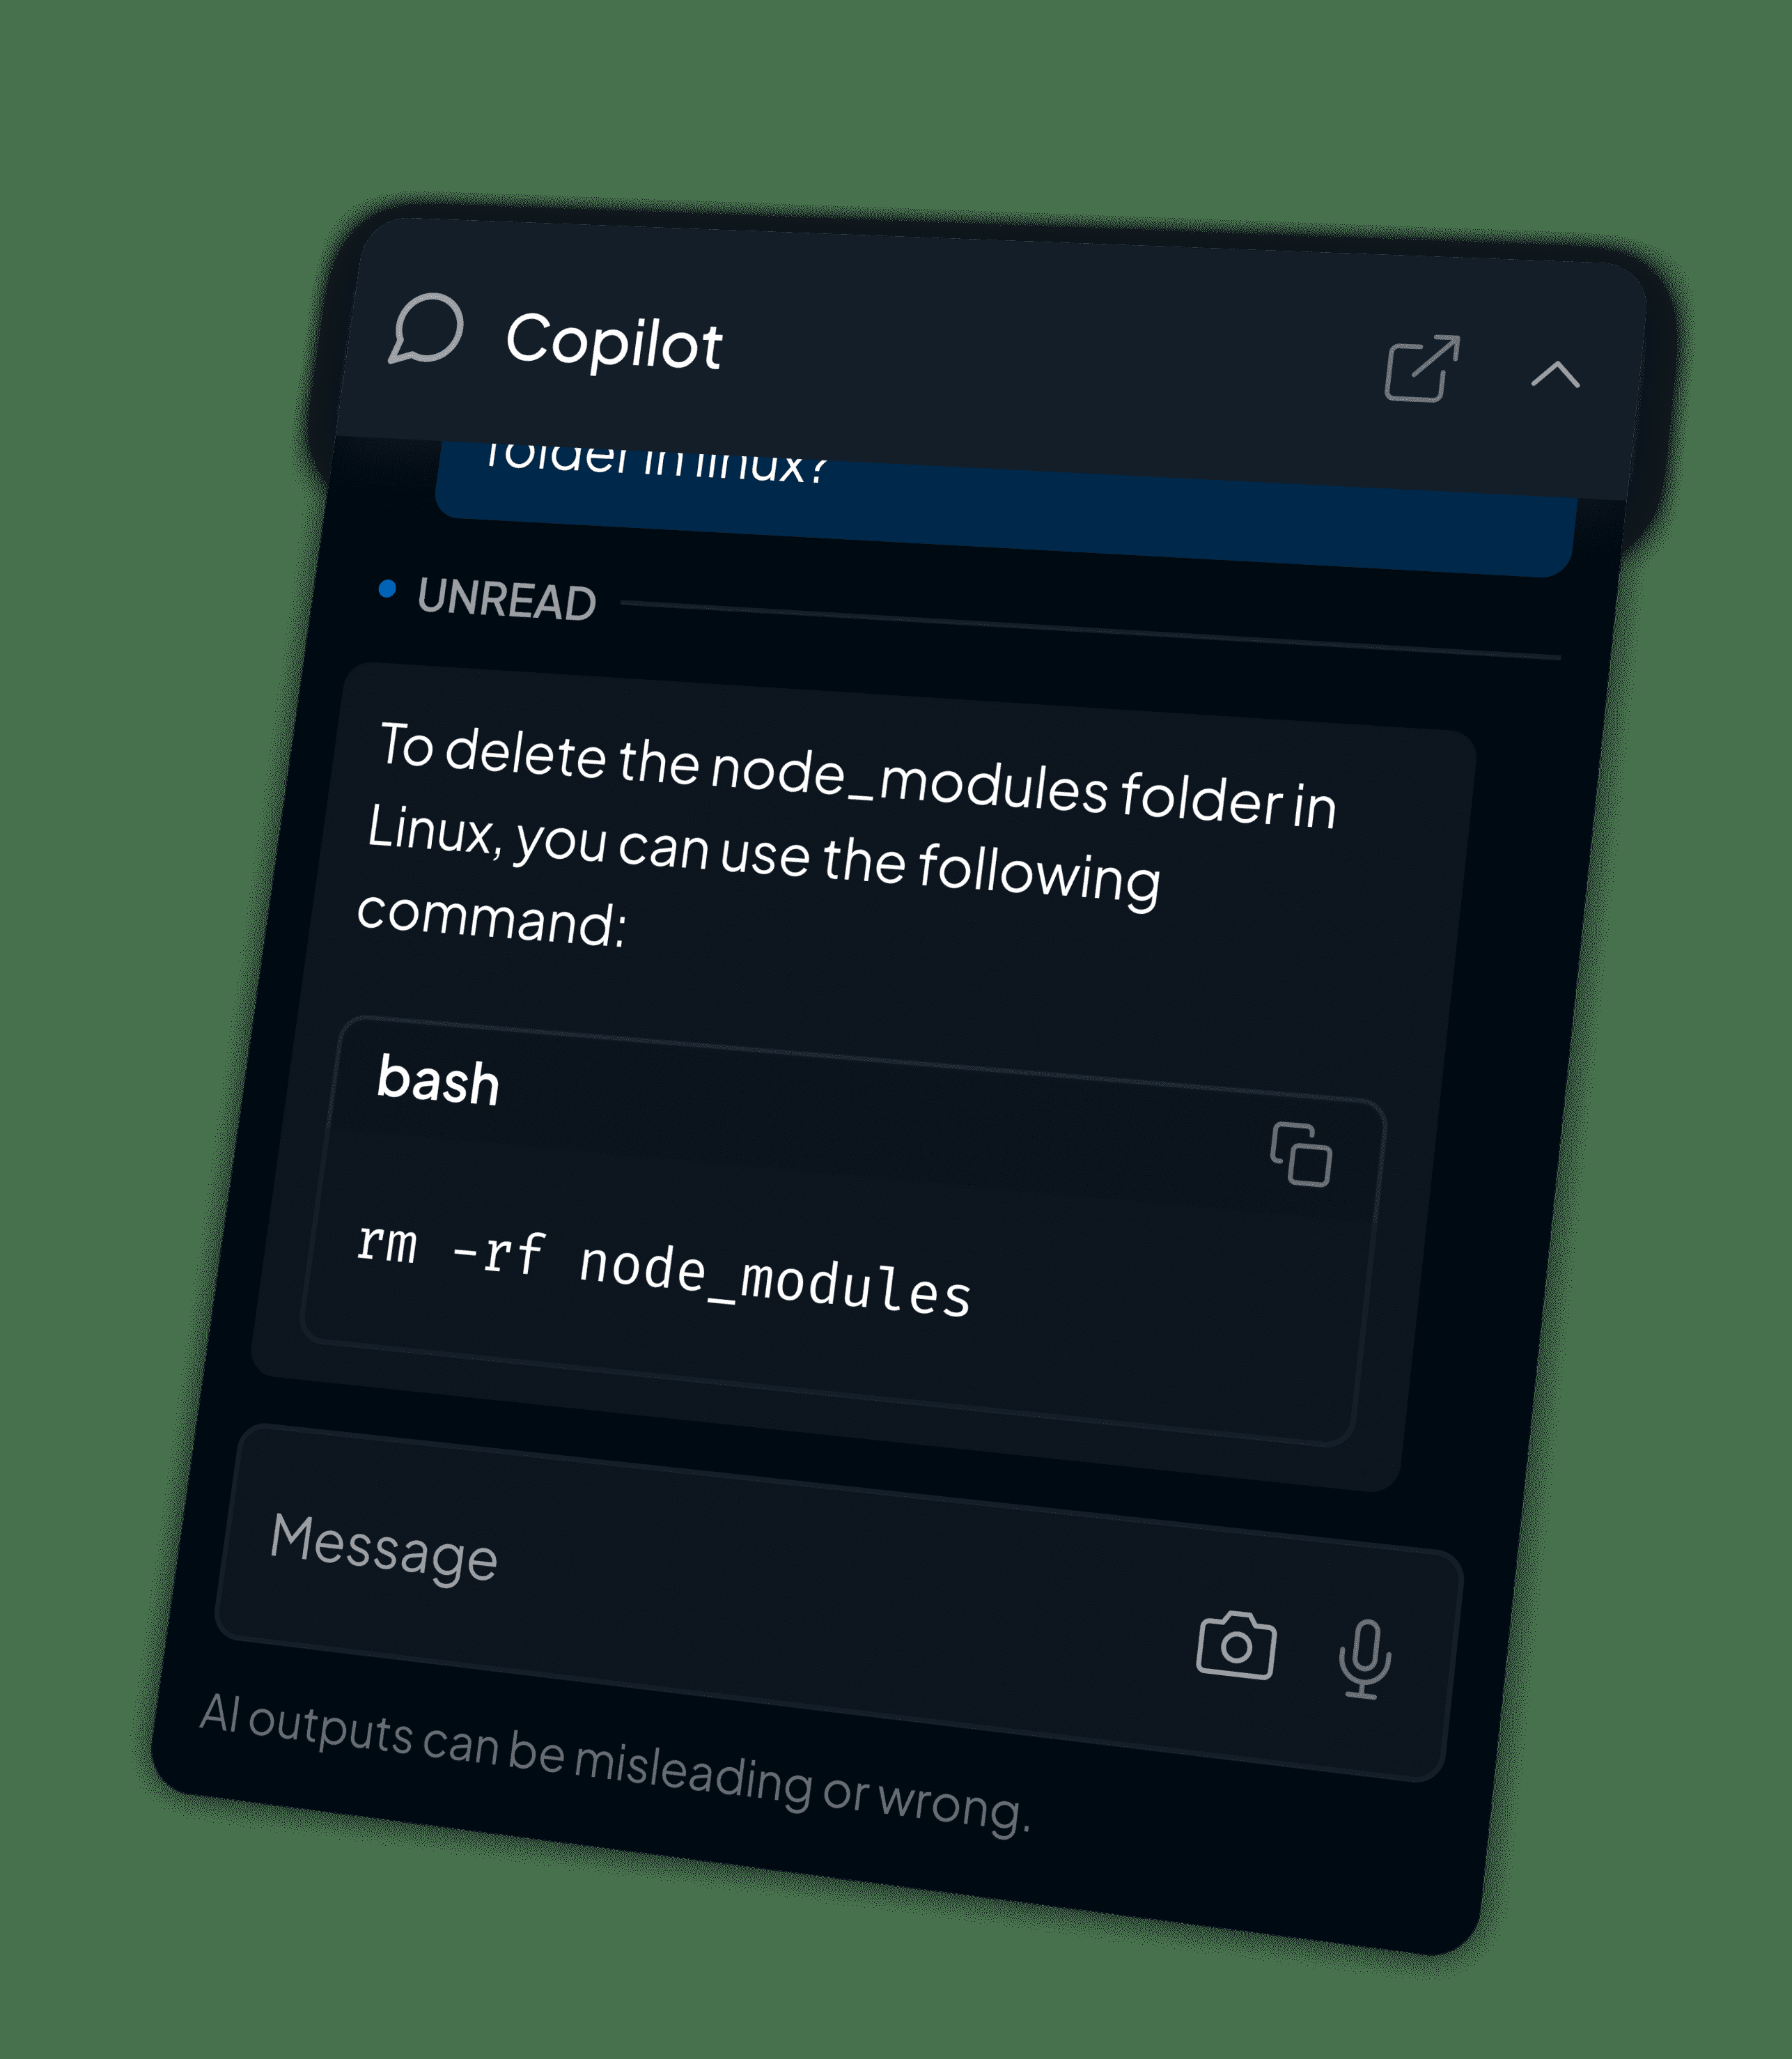 Copilot
folder in linux?
UNREAD
To delete the node_modules folder in
Linux, you can use the following
command:
bash
rm -rf node_modules
Message
AI outputs can be misleading or wrong.